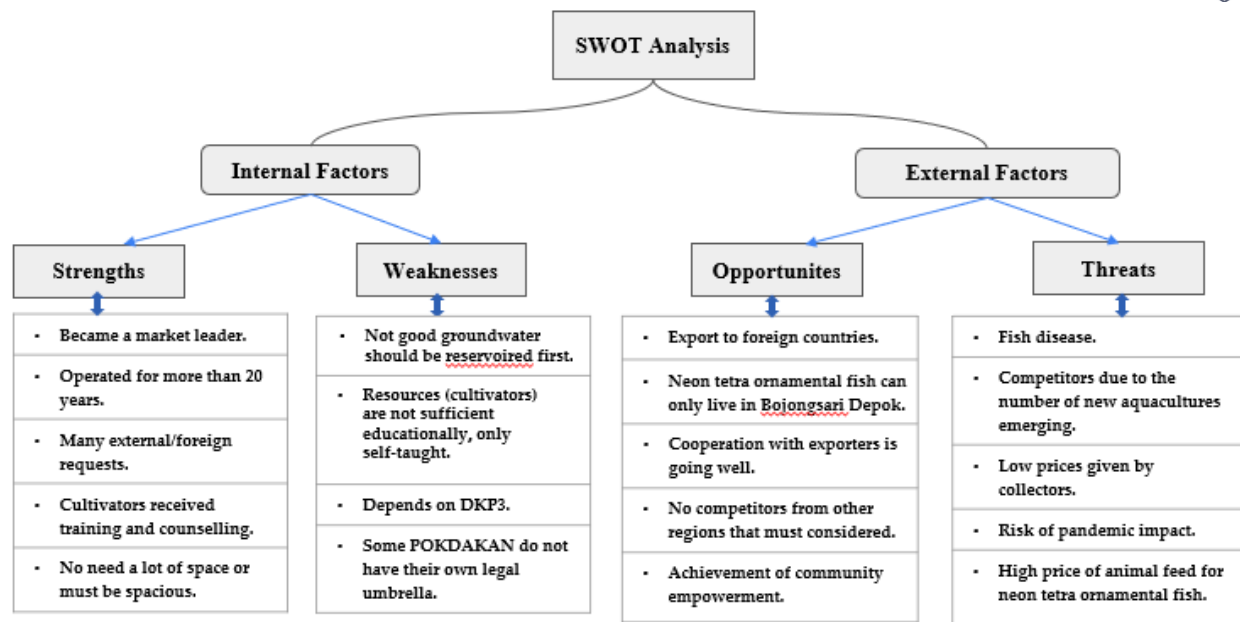 SWOT Analysis
Internal Factors
External Factors
Strengths
Weaknesses
Opportunites
Threats
▪ Became a market leader.
▪ Operated for more than 20
years.
▪ Many external/foreign
requests.
▪ Cultivators received
training and counselling.
▪ No need a lot of space or
must be spacious.
▪ Not good groundwater
should be reservoired first.
▪ Resources (cultivators)
are not sufficient
educationally, only
self-taught.
▪ Depends on DKP3.
▪ Some POKDAKAN do not
have their own legal
umbrella.
▪ Export to foreign countries.
▪ Neon tetra ornamental fish can
only live in Bojongsari Depok.
▪ Cooperation with exporters is
going well.
▪ No competitors from other
regions that must considered.
▪ Achievement of community
empowerment.
▪ Fish disease.
▪ Competitors due to the
number of new aquacultures
emerging.
▪ Low prices given by
collectors.
▪ Risk of pandemic impact.
▪ High price of animal feed for
neon tetra ornamental fish.